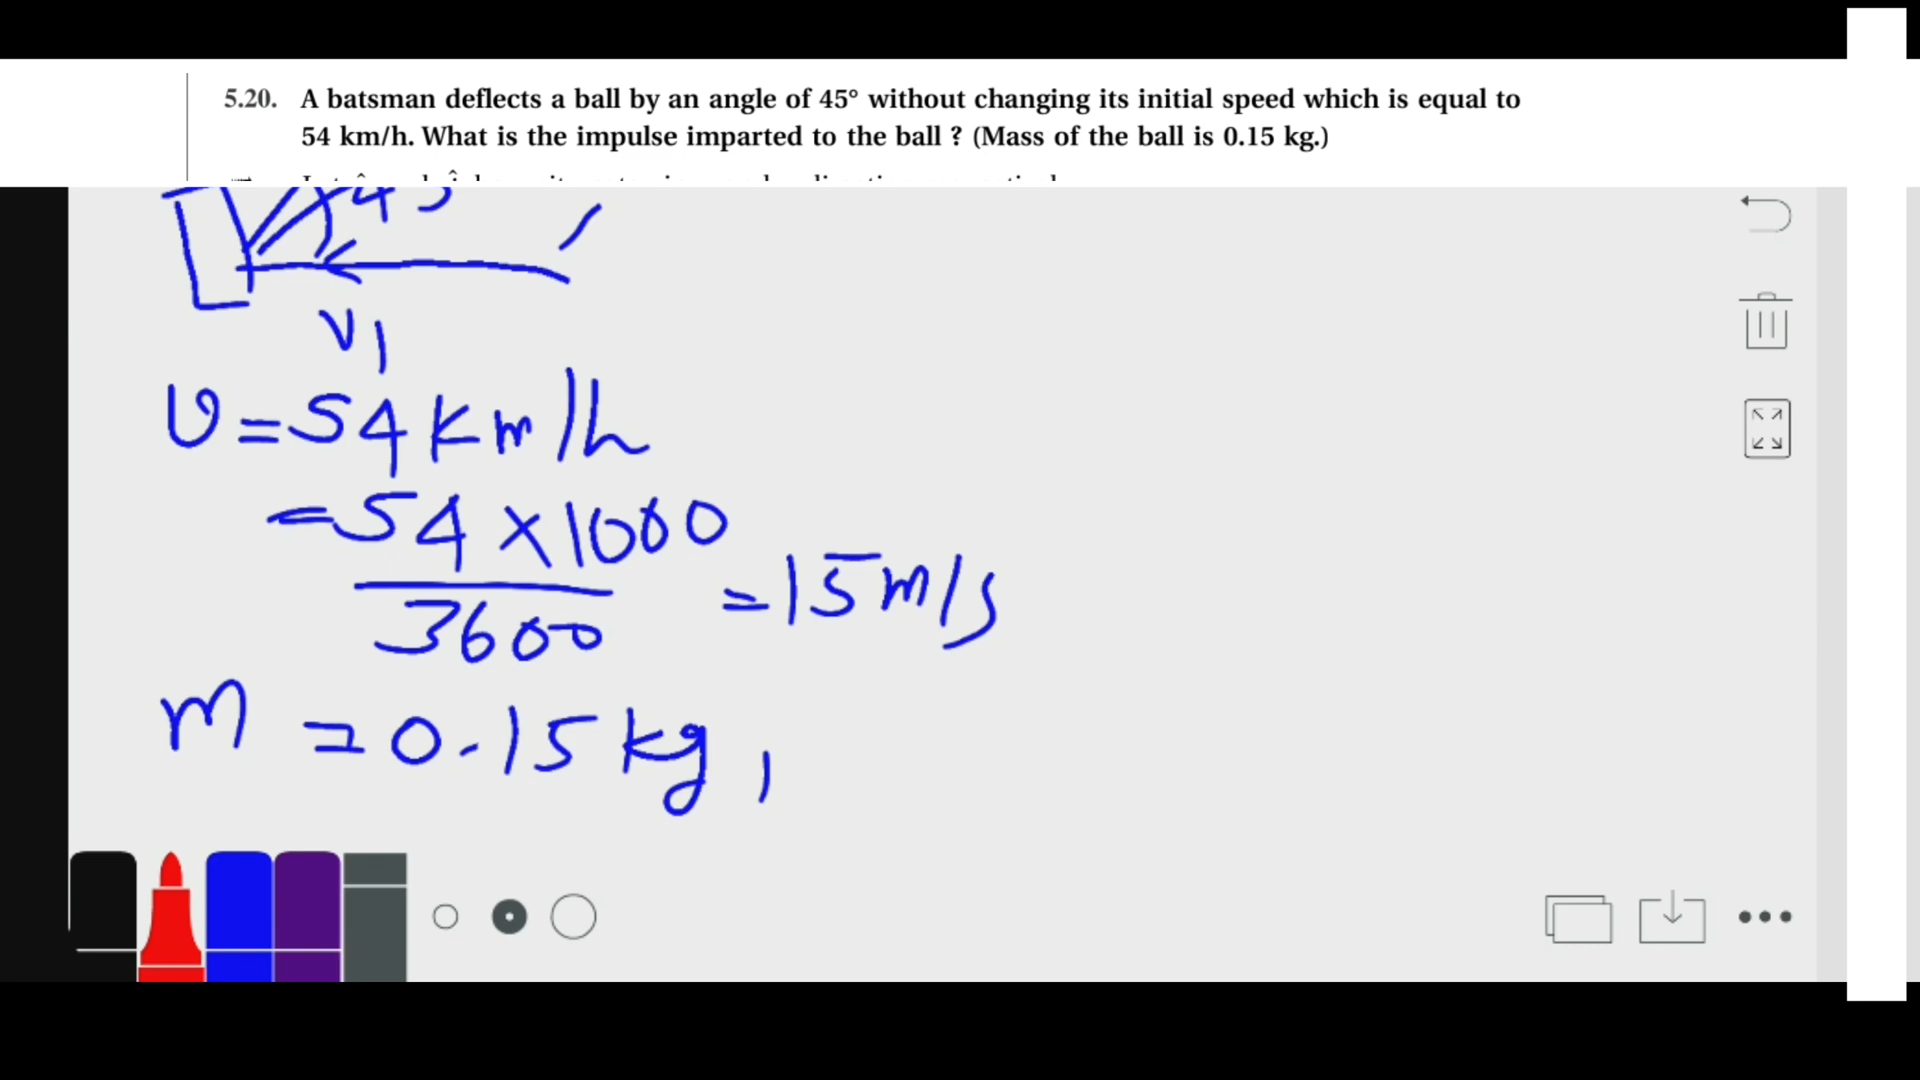 5.20. A batsman deflects a ball by an angle of 45° without changing its initial speed which is equal to
54 km/h. What is the impulse imparted to the ball ? (Mass of the ball is 0.15 kg.)
45
V1
U = 54 km/h
= 54 × 1000
3600
= 15 m/s
m = 0.15 kg,